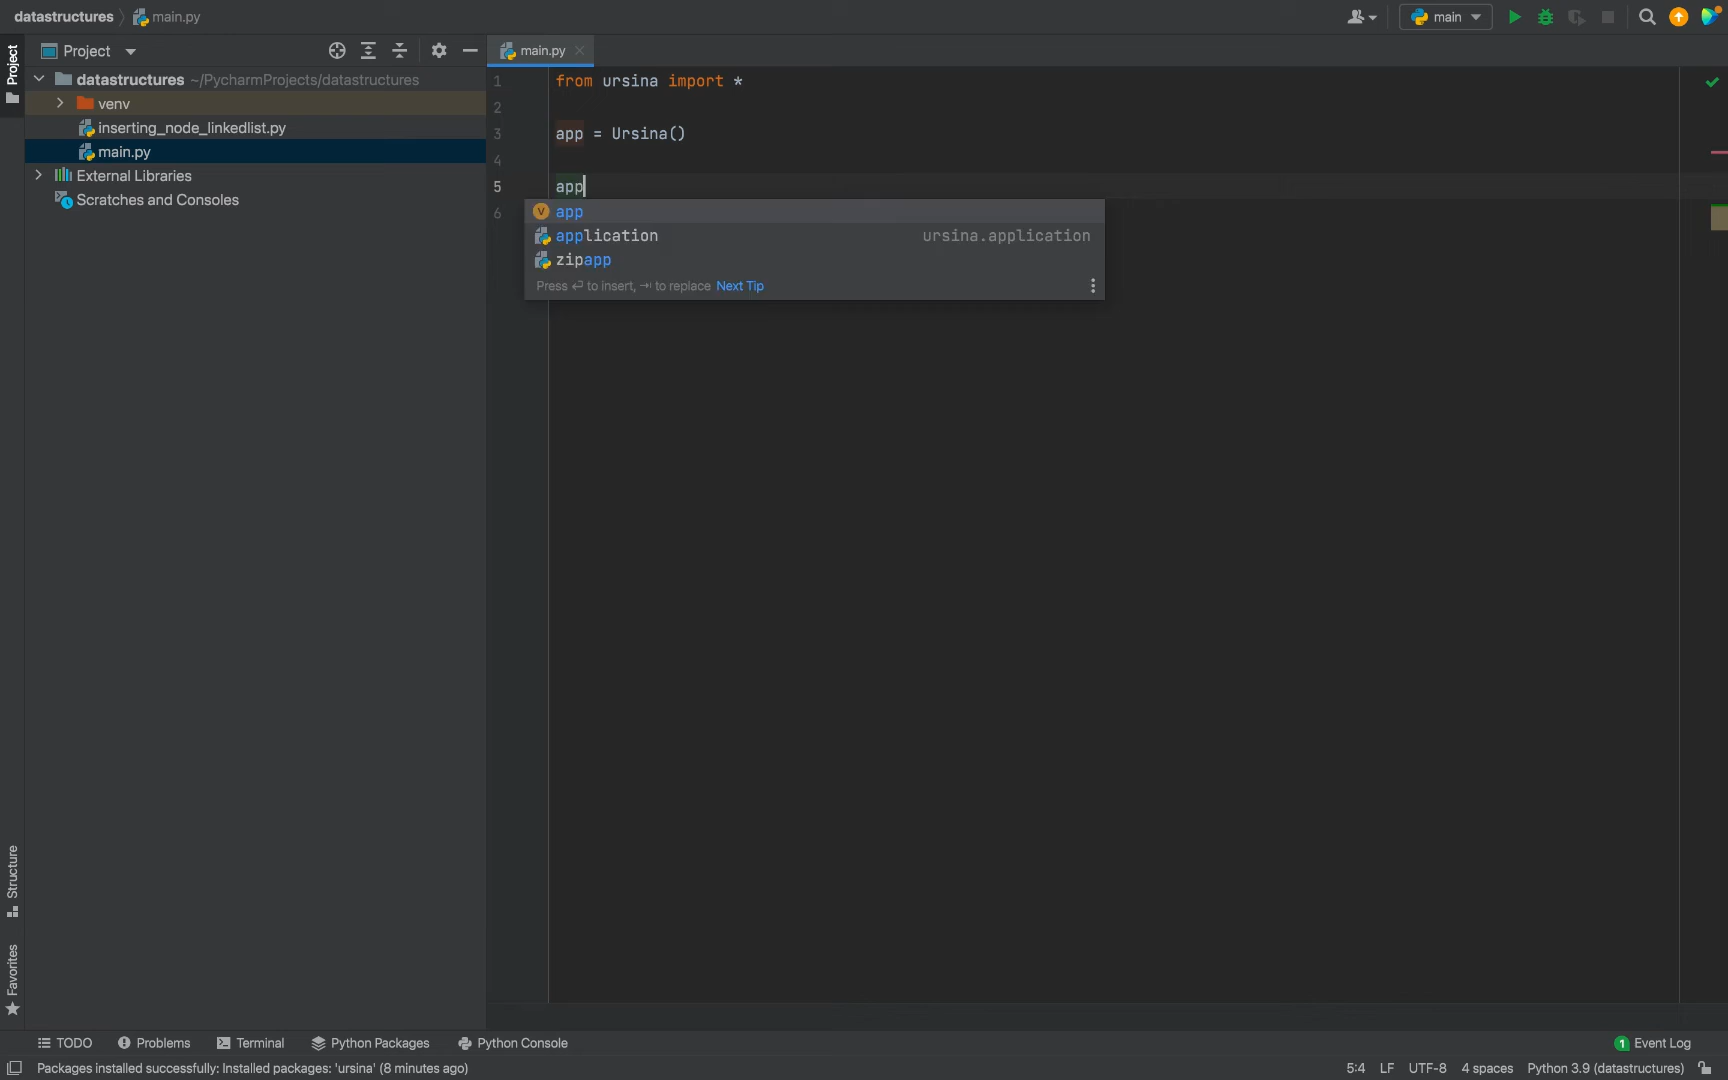 datastructures main.py
main
Project
main.py
Project
datastructures ~/PycharmProjects/datastructures
venv
inserting_node_linkedlist.py
main.py
External Libraries
Scratches and Consoles
1 from ursina import *
2
3 app = Ursina()
4
5 app
6
V app
application ursina.application
zipapp
Press ⏎ to insert, ⇥ to replace Next Tip
Structure
Favorites
TODO Problems Terminal Python Packages Python Console 1 Event Log
Packages installed successfully: Installed packages: 'ursina' (8 minutes ago) 5:4 LF UTF-8 4 spaces Python 3.9 (datastructures)